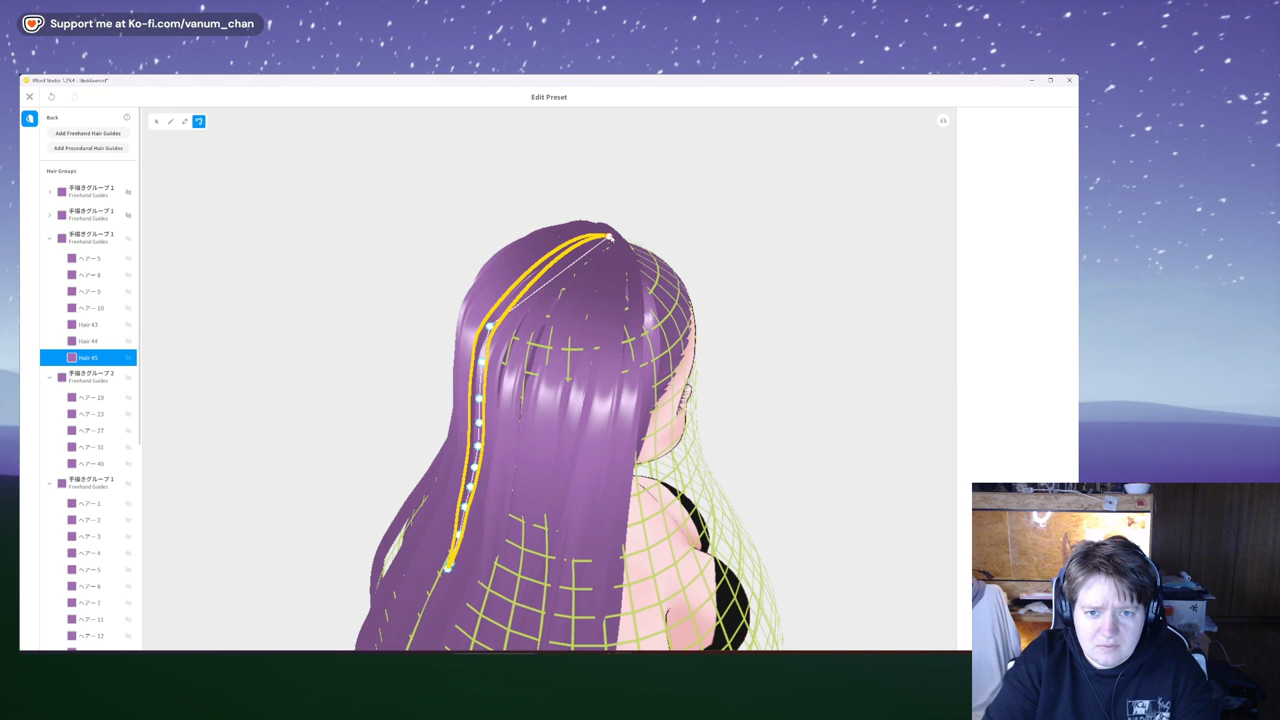 Support me at Ko-fi.com/vanum_chan
Edit Preset
Back
Add Freehand Hair Guides
Add Procedural Hair Guides
Hair Groups
手描きグループ 1
Freehand Guides
手描きグループ 1
Freehand Guides
手描きグループ 1
Freehand Guides
ヘアー 5
ヘアー 8
ヘアー 9
ヘアー 10
Hair 43
Hair 44
Hair 45
手描きグループ 2
Freehand Guides
ヘアー 19
ヘアー 23
ヘアー 27
ヘアー 31
ヘアー 40
手描きグループ 1
Freehand Guides
ヘアー 1
ヘアー 2
ヘアー 3
ヘアー 4
ヘアー 5
ヘアー 6
ヘアー 7
ヘアー 11
ヘアー 12